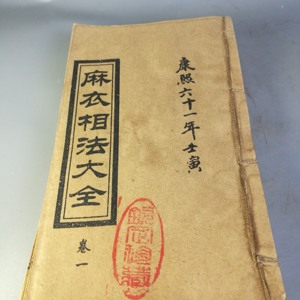 康熙六十一年壬寅
麻衣相法大全
卷一